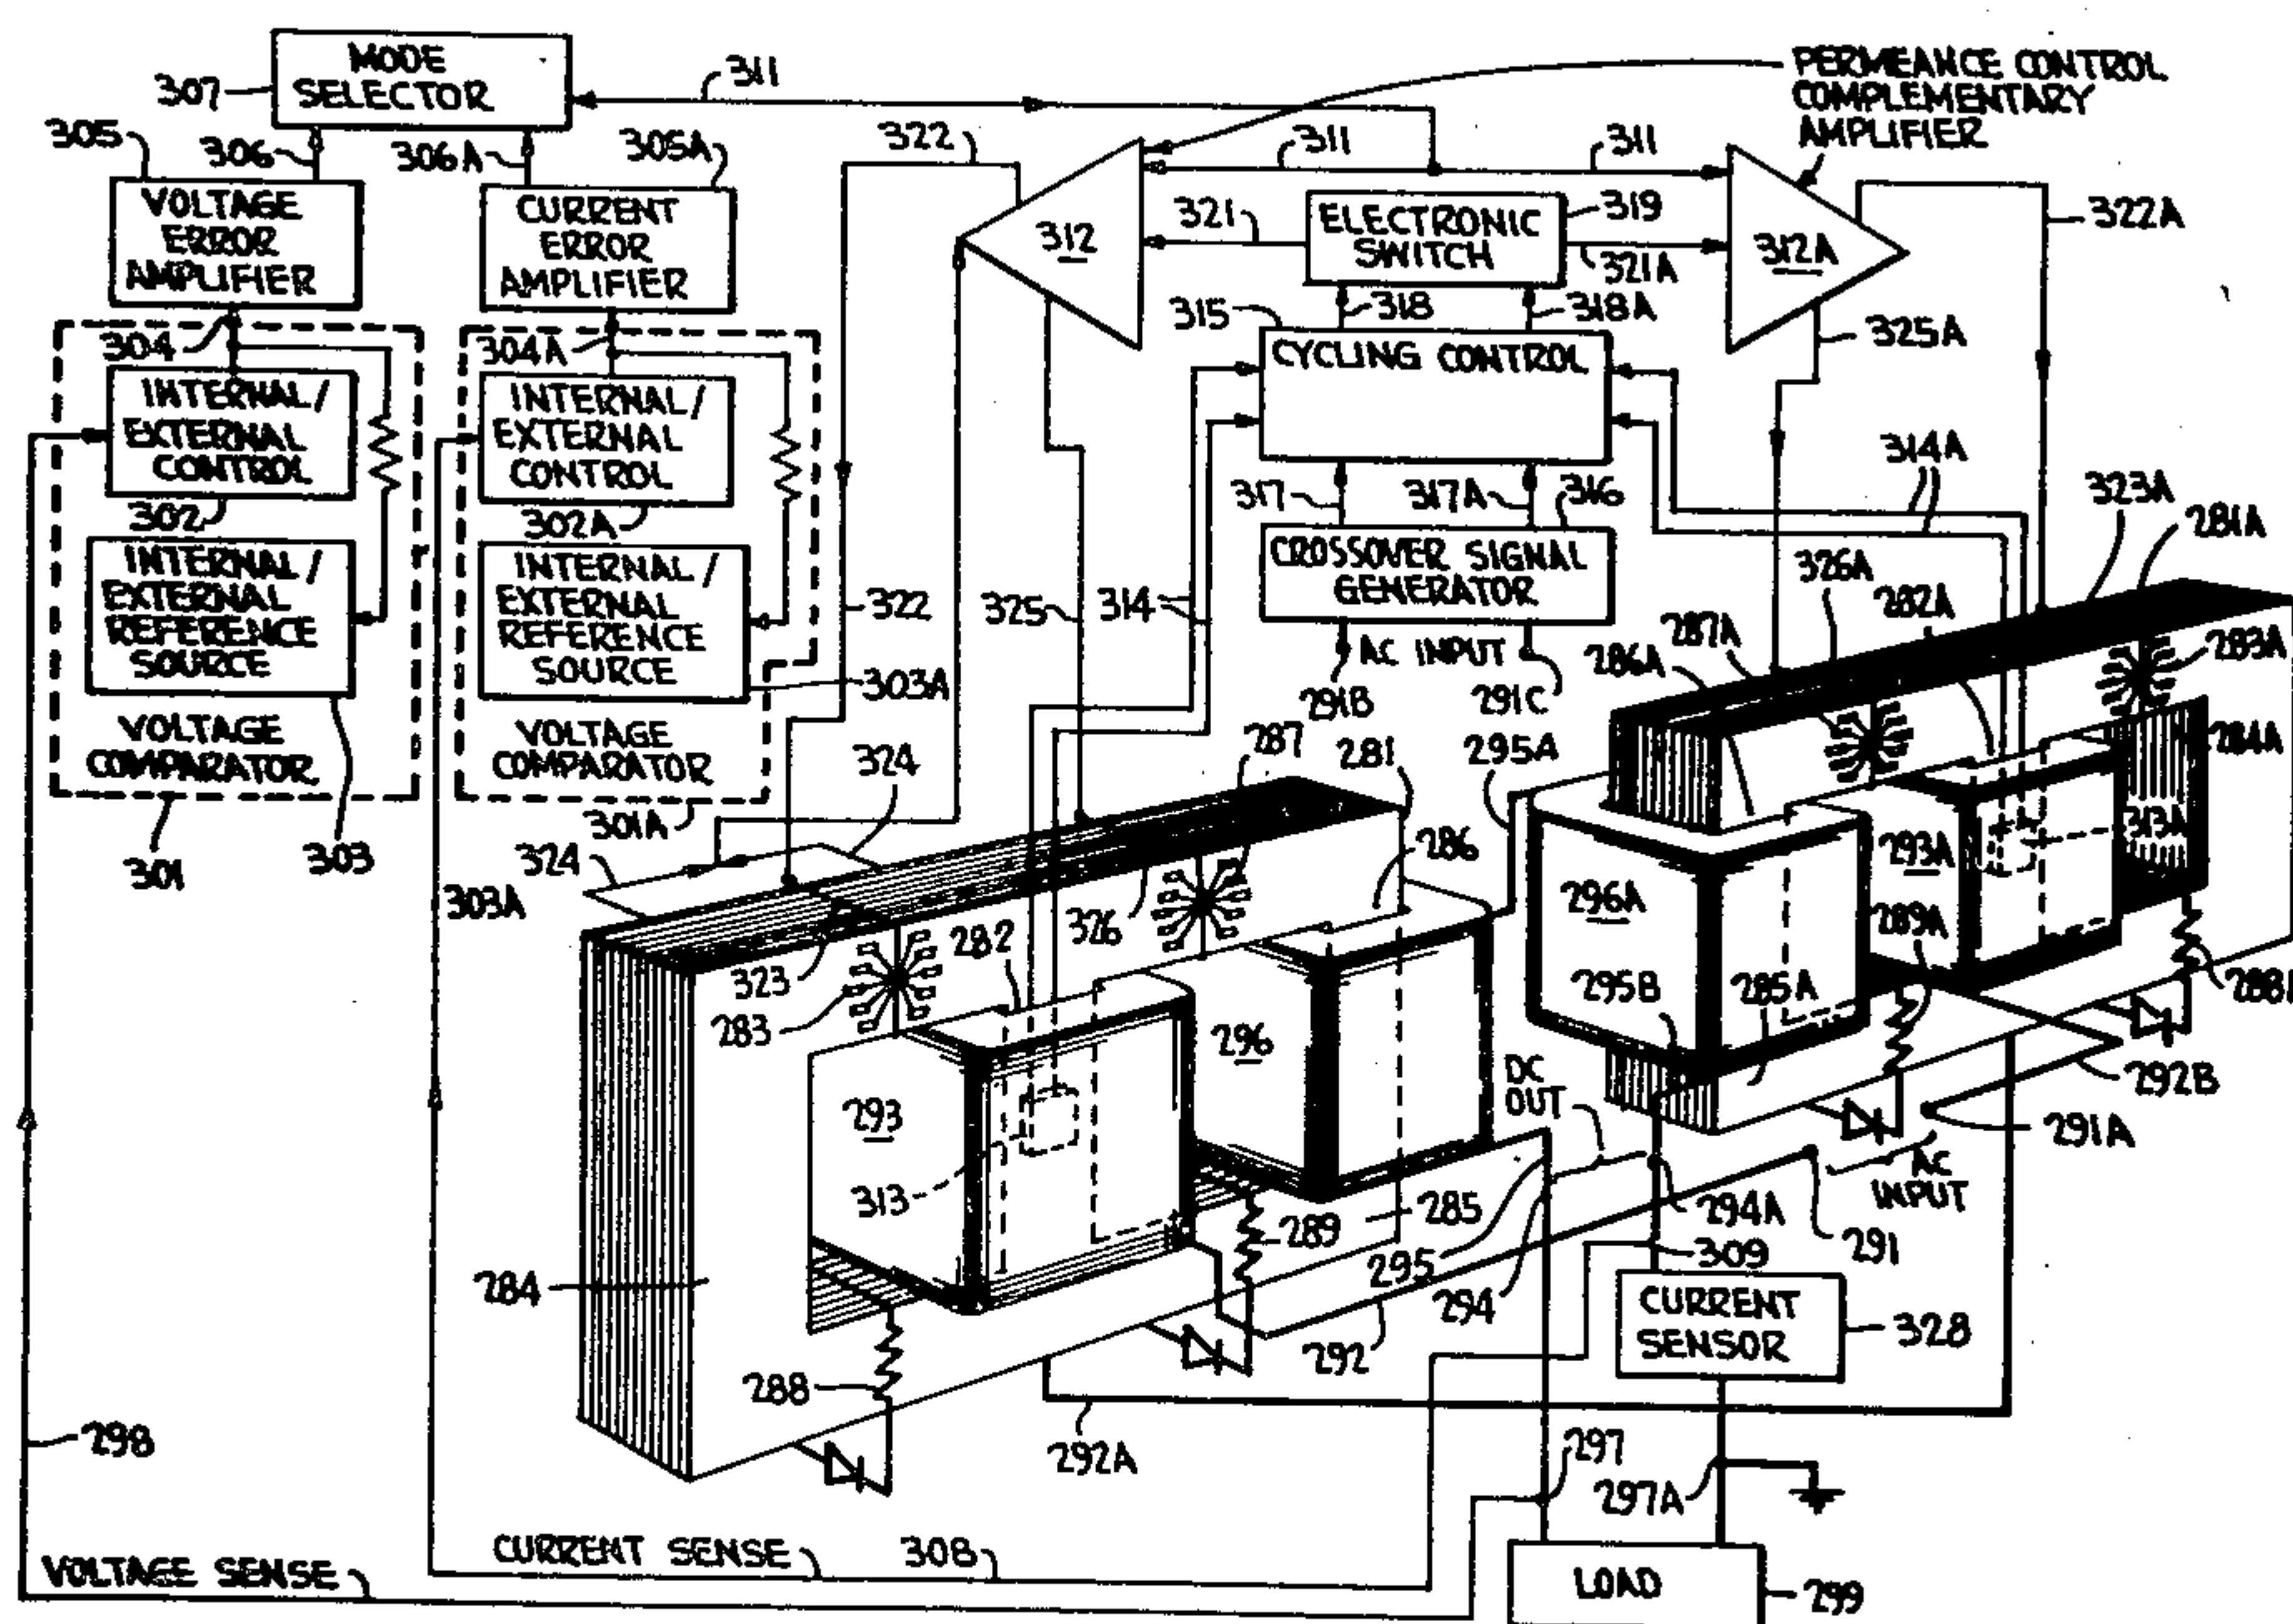 MODE
SELECTOR
307
311
PERMEANCE CONTROL
COMPLEMENTARY
AMPLIFIER
305
306
306A
305A
322
311
311
VOLTAGE
ERROR
AMPLIFIER
CURRENT
ERROR
AMPLIFIER
312
321
ELECTRONIC
SWITCH
319
321A
312A
322A
304
304A
315
318
318A
325A
CYCLING CONTROL
INTERNAL/
EXTERNAL
CONTROL
302
INTERNAL/
EXTERNAL
CONTROL
302A
317
317A
316
314A
323A
281A
INTERNAL/
EXTERNAL
REFERENCE
SOURCE
INTERNAL/
EXTERNAL
REFERENCE
SOURCE
303A
322
325
314
CROSSOVER SIGNAL
GENERATOR
326A
282A
287A
286A
283A
AC INPUT
291B
291C
284A
VOLTAGE
COMPARATOR
VOLTAGE
COMPARATOR
324
287
281
295A
301
303
301A
324
303A
286
313A
293A
296A
289A
282
326
323
283
295B
285A
288A
296
293
313
DC
OUT
292B
291A
AC
INPUT
294A
291
284
289
285
295
294
309
CURRENT
SENSOR
328
288
292
292A
298
297
297A
CURRENT SENSE
308
VOLTAGE SENSE
LOAD
299